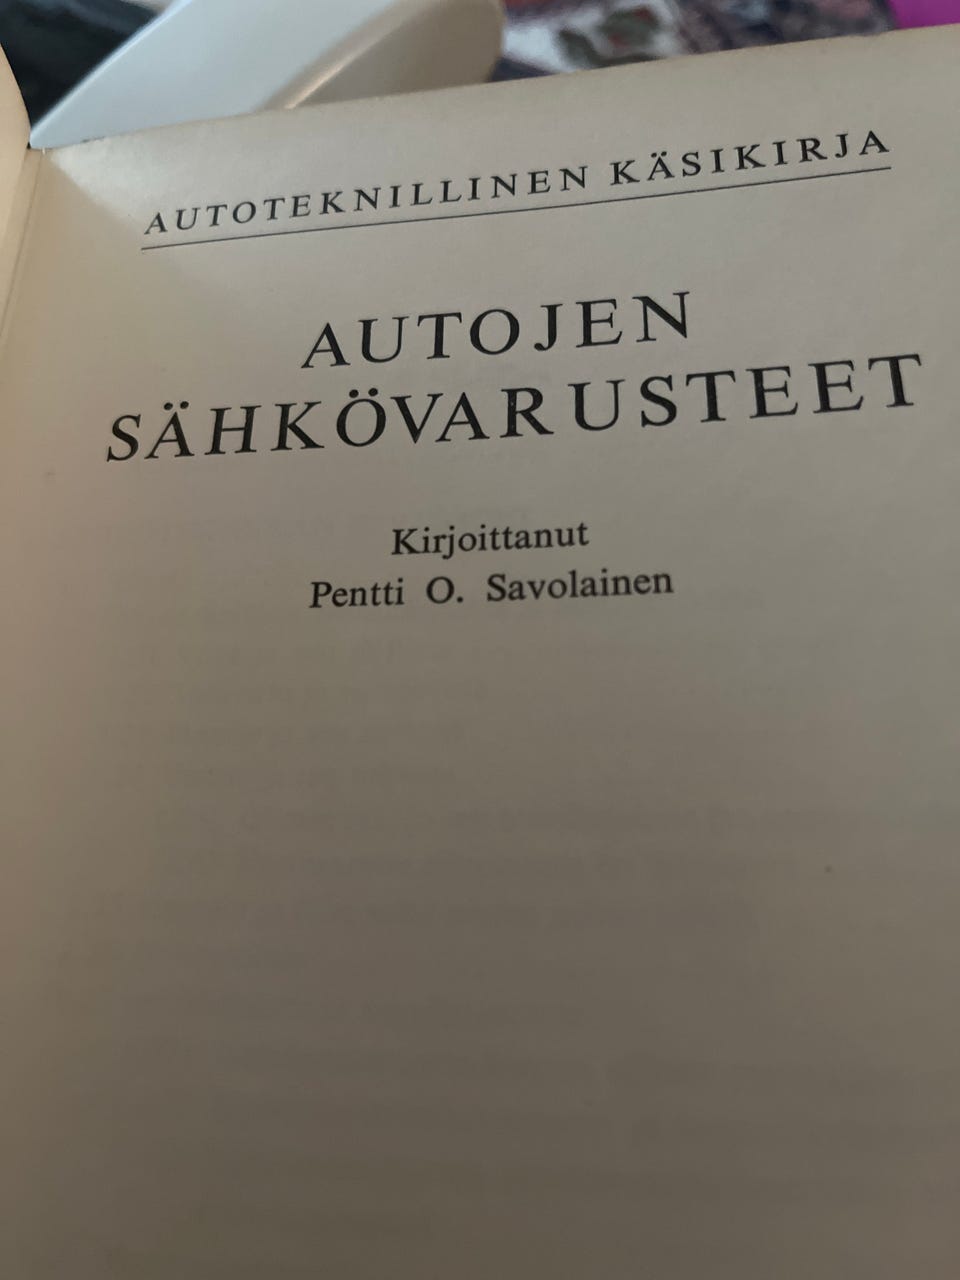 AUTOTEKNILLINEN KÄSIKIRJA
AUTOJEN
SÄHKÖVARUSTEET
Kirjoittanut
Pentti O. Savolainen